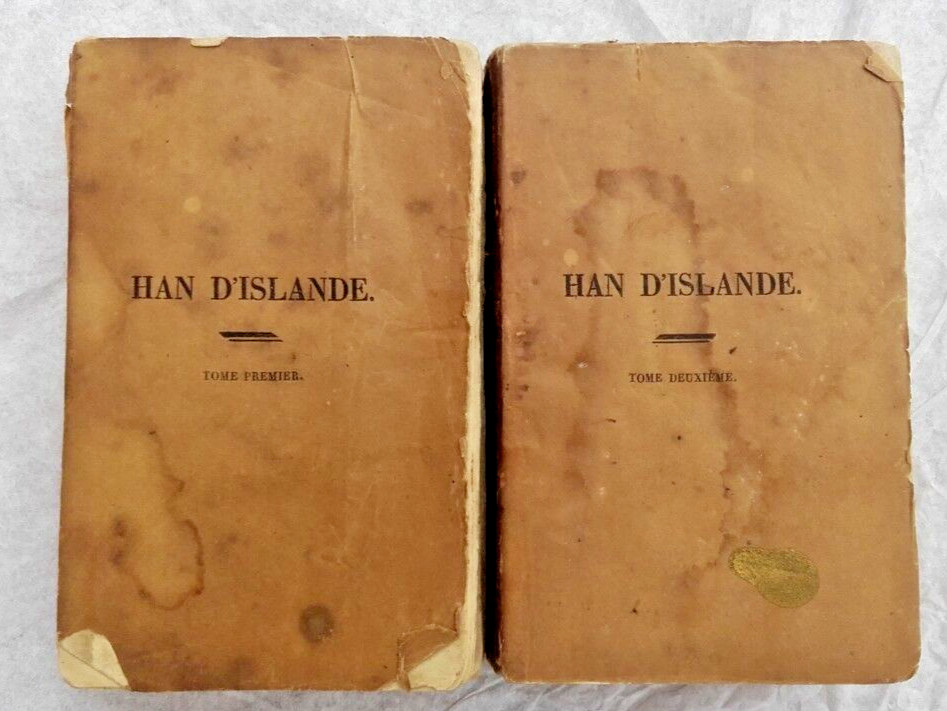 HAN D'ISLANDE.
TOME PREMIER.
HAN D'ISLANDE.
TOME DEUXIÈME.